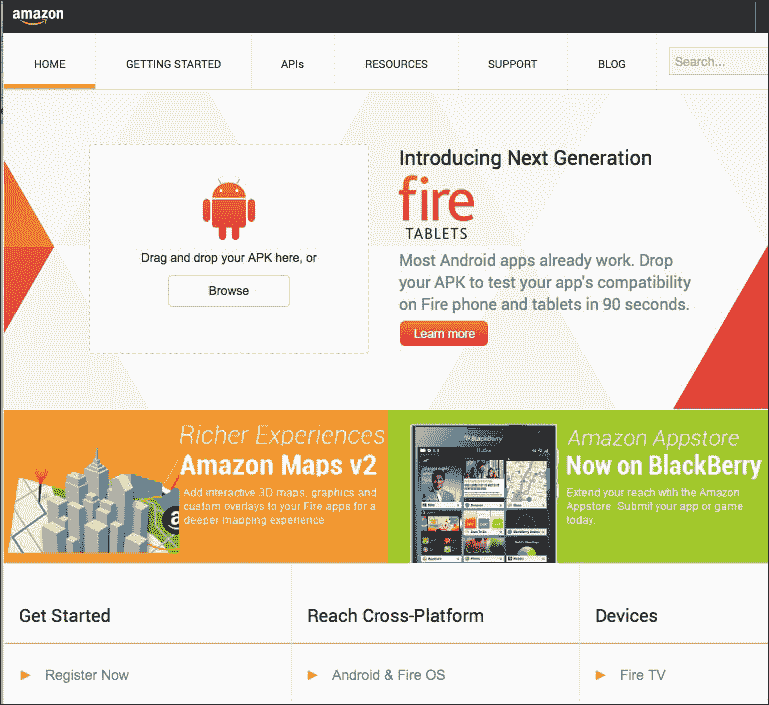 amazon
HOME GETTING STARTED APIs RESOURCES SUPPORT BLOG Search...
Drag and drop your APK here, or
Browse
Introducing Next Generation
fire
TABLETS
Most Android apps already work. Drop
your APK to test your app's compatibility
on Fire phone and tablets in 90 seconds.
Learn more
Richer Experiences
Amazon Maps v2
Add interactive 3D maps, graphics and
custom overlays to your Fire apps for a
deeper mapping experience
a
BlackBerry
Amazon Appstore
Now on BlackBerry
Extend your reach with the Amazon
Appstore. Submit your app or game
today.
Get Started
Register Now
Reach Cross-Platform
Android & Fire OS
Devices
Fire TV